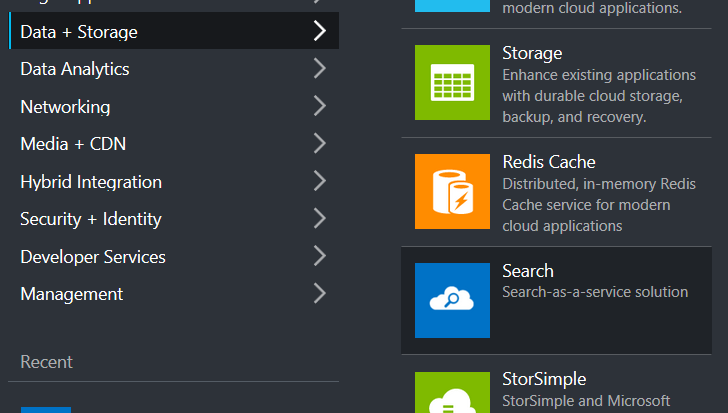 Data + Storage
Data Analytics
Networking
Media + CDN
Hybrid Integration
Security + Identity
Developer Services
Management
Recent
modern cloud applications.
Storage
Enhance existing applications
with durable cloud storage,
backup, and recovery.
Redis Cache
Distributed, in-memory Redis
Cache service for modern
cloud applications
Search
Search-as-a-service solution
StorSimple
StorSimple and Microsoft